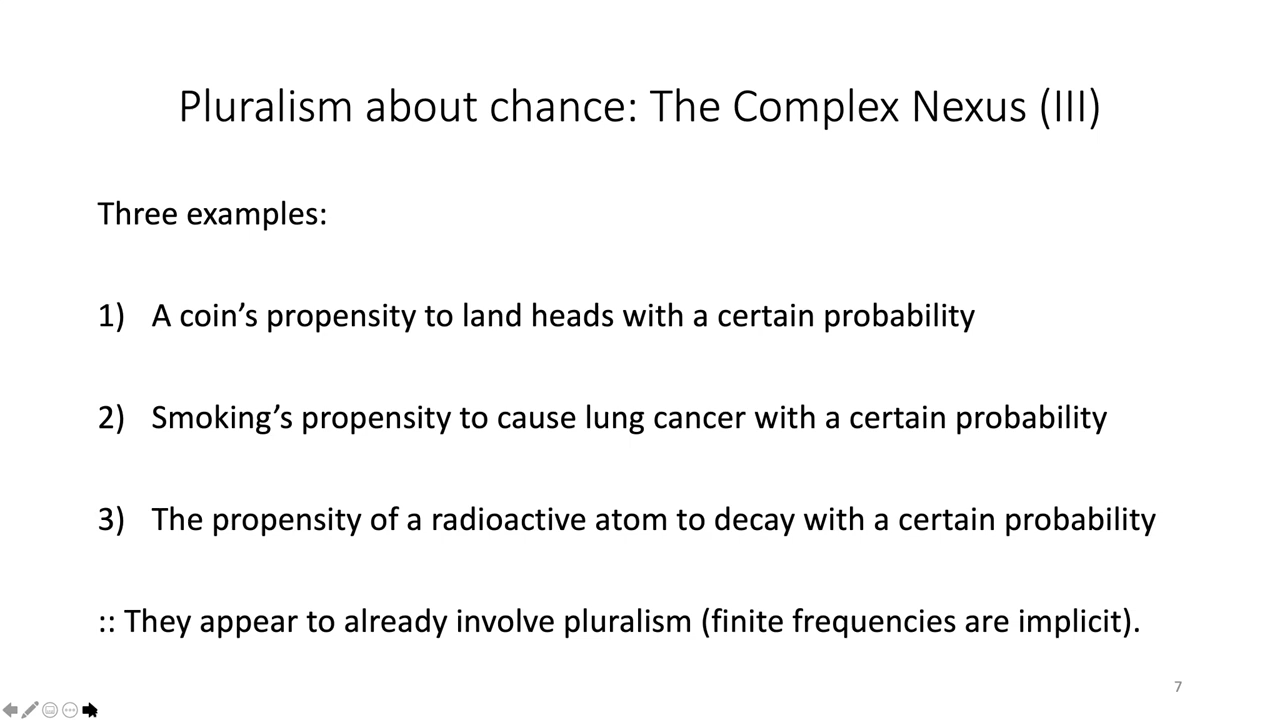 Pluralism about chance: The Complex Nexus (III)
Three examples:
1) A coin’s propensity to land heads with a certain probability
2) Smoking’s propensity to cause lung cancer with a certain probability
3) The propensity of a radioactive atom to decay with a certain probability
:: They appear to already involve pluralism (finite frequencies are implicit).
7